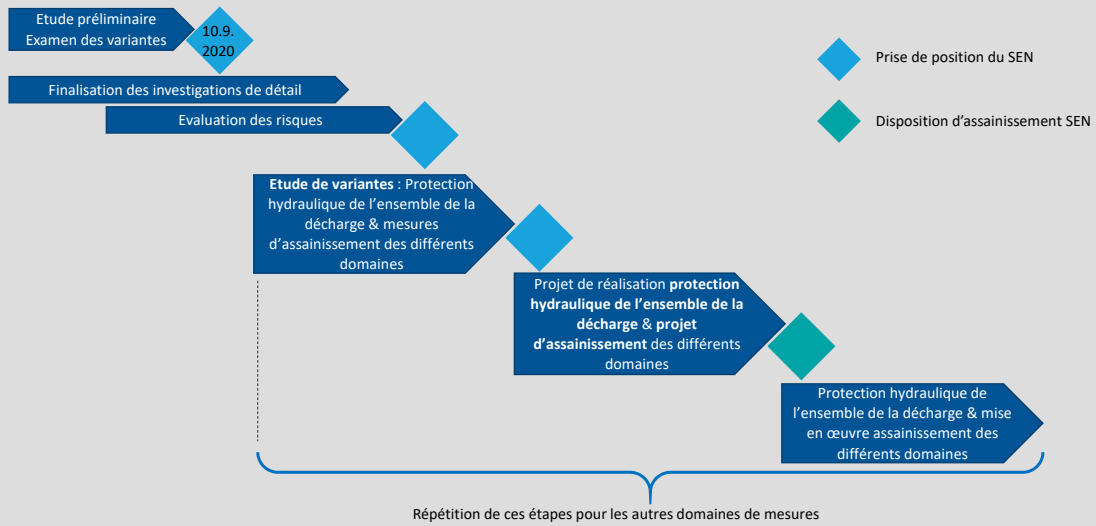 Etude préliminaire
Examen des variantes
10.9.
2020
Prise de position du SEN
Finalisation des investigations de détail
Evaluation des risques
Disposition d'assainissement SEN
Etude de variantes : Protection
hydraulique de l'ensemble de la
décharge & mesures
d'assainissement des différents
domaines
Projet de réalisation protection
hydraulique de l'ensemble de la
décharge & projet
d'assainissement des différents
domaines
Protection hydraulique de
l'ensemble de la décharge & mise
en œuvre assainissement des
différents domaines
Répétition de ces étapes pour les autres domaines de mesures